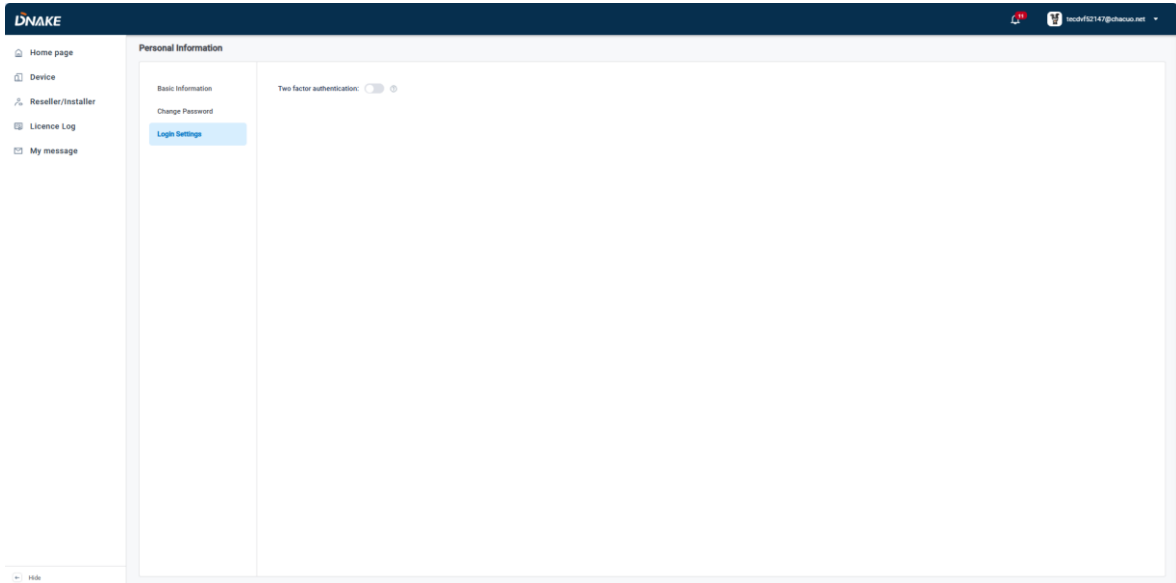 DNAKE
11
tecdvf52147@chacuo.net
Home page
Device
Reseller/Installer
Licence Log
My message
Hide
Personal Information
Basic Information
Change Password
Login Settings
Two factor authentication: